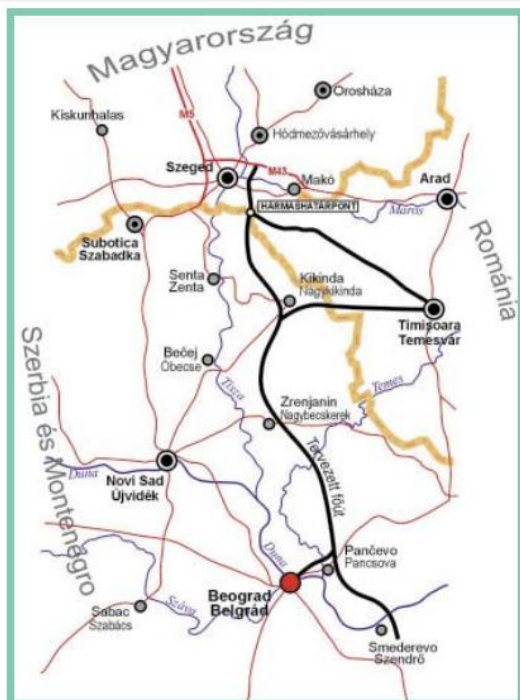 Magyarország
Orosháza
Kiskunhalas
M5
Hódmezővásárhely
Szeged
M43
Makó
Arad
HÁRMASHATÁRPONT
Maros
Subotica
Szabadka
Románia
Senta
Zenta
Kikinda
Nagykikinda
Timişoara
Temesvár
Szerbia és Montenegro
Bečej
Óbecse
Tisza
Temes
Zrenjanin
Nagybecskerek
Tervezett főút
Duna
Novi Sad
Újvidék
Duna
Pančevo
Pancsova
Beograd
Belgrád
Sabac
Szabács
Száva
Smederevo
Szendrő